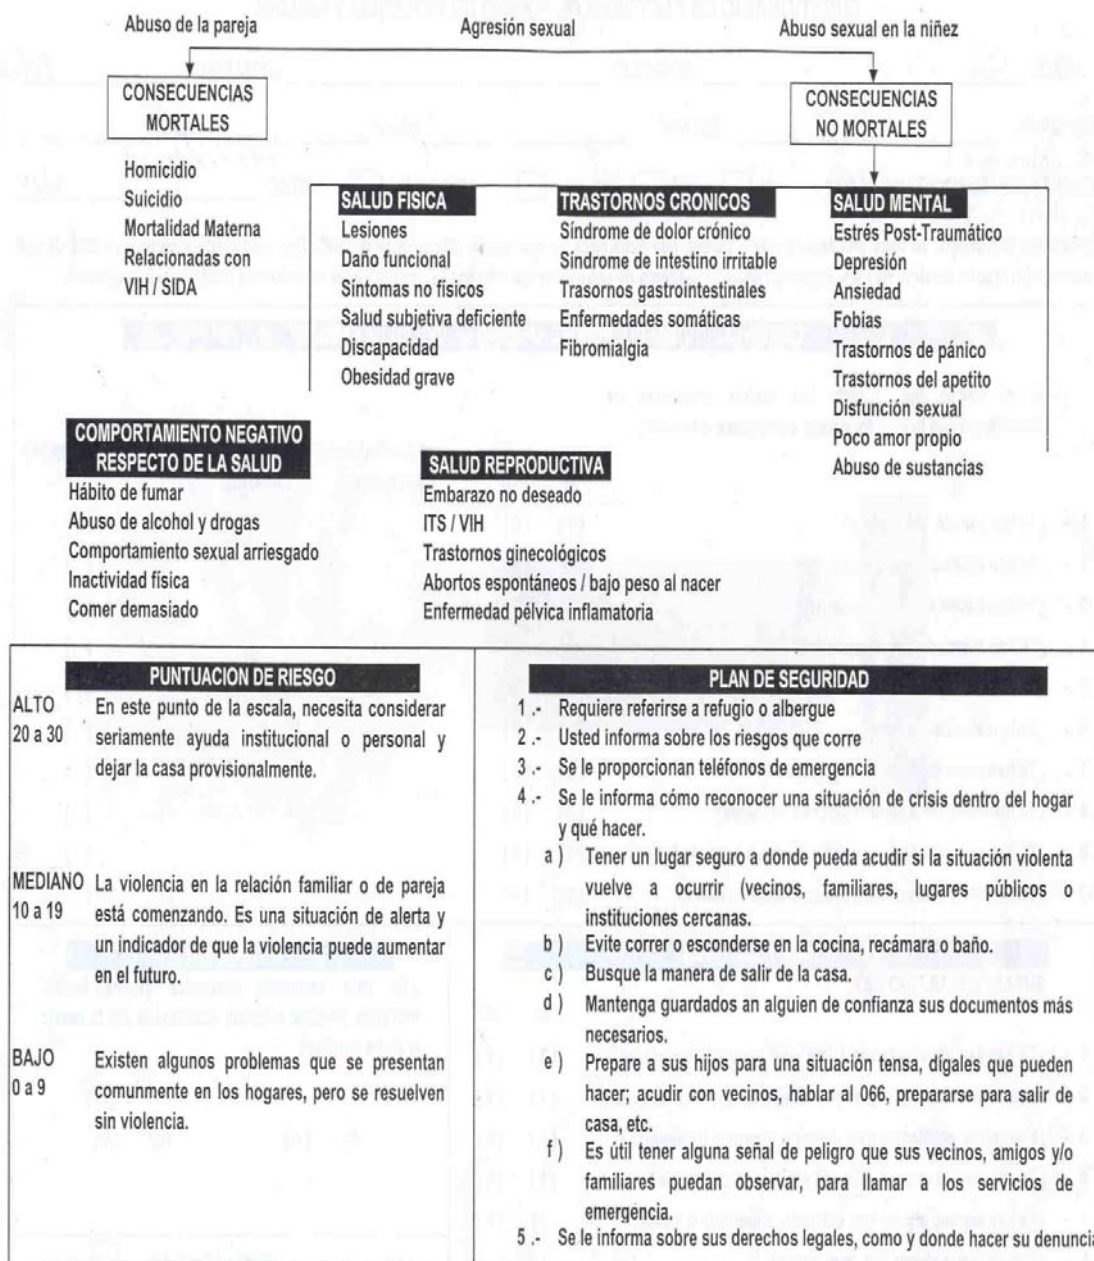 Abuso de la pareja
Agresión sexual
Abuso sexual en la niñez
CONSECUENCIAS
MORTALES
CONSECUENCIAS
NO MORTALES
Homicidio
Suicidio
Mortalidad Materna
Relacionadas con
VIH / SIDA
SALUD FISICA
Lesiones
Daño funcional
Síntomas no físicos
Salud subjetiva deficiente
Discapacidad
Obesidad grave
TRASTORNOS CRONICOS
Síndrome de dolor crónico
Síndrome de intestino irritable
Trasornos gastrointestinales
Enfermedades somáticas
Fibromialgia
SALUD MENTAL
Estrés Post-Traumático
Depresión
Ansiedad
Fobias
Trastornos de pánico
Trastornos del apetito
Disfunción sexual
Poco amor propio
Abuso de sustancias
COMPORTAMIENTO NEGATIVO
RESPECTO DE LA SALUD
Hábito de fumar
Abuso de alcohol y drogas
Comportamiento sexual arriesgado
Inactividad física
Comer demasiado
SALUD REPRODUCTIVA
Embarazo no deseado
ITS / VIH
Trastornos ginecológicos
Abortos espontáneos / bajo peso al nacer
Enfermedad pélvica inflamatoria
PUNTUACION DE RIESGO
ALTO
20 a 30
En este punto de la escala, necesita considerar
seriamente ayuda institucional o personal y
dejar la casa provisionalmente.
MEDIANO
10 a 19
La violencia en la relación familiar o de pareja
está comenzando. Es una situación de alerta y
un indicador de que la violencia puede aumentar
en el futuro.
BAJO
0 a 9
Existen algunos problemas que se presentan
comunmente en los hogares, pero se resuelven
sin violencia.
PLAN DE SEGURIDAD
1 .- Requiere referirse a refugio o albergue
2 .- Usted informa sobre los riesgos que corre
3 .- Se le proporcionan teléfonos de emergencia
4 .- Se le informa cómo reconocer una situación de crisis dentro del hogar
y qué hacer.
a ) Tener un lugar seguro a donde pueda acudir si la situación violenta
vuelve a ocurrir (vecinos, familiares, lugares públicos o
instituciones cercanas.
b ) Evite correr o esconderse en la cocina, recámara o baño.
c ) Busque la manera de salir de la casa.
d ) Mantenga guardados an alguien de confianza sus documentos más
necesarios.
e ) Prepare a sus hijos para una situación tensa, dígales que pueden
hacer; acudir con vecinos, hablar al 066, prepararse para salir de
casa, etc.
f ) Es útil tener alguna señal de peligro que sus vecinos, amigos y/o
familiares puedan observar, para llamar a los servicios de
emergencia.
5 .- Se le informa sobre sus derechos legales, como y donde hacer su denuncia